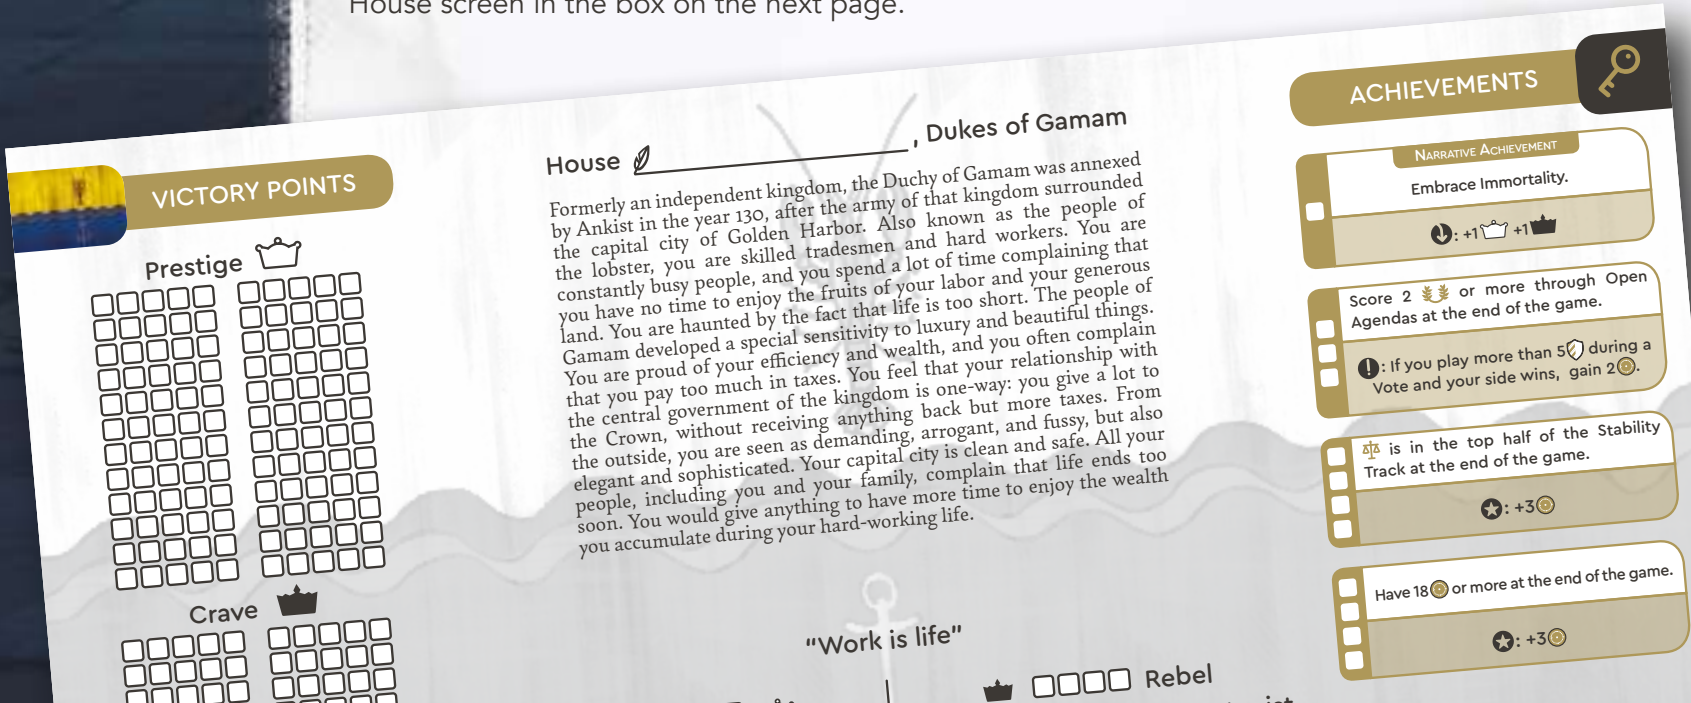 House screen in the box on the next page.
VICTORY POINTS
Prestige
Crave
House , Dukes of Gamam
Formerly an independent kingdom, the Duchy of Gamam was annexed
by Ankist in the year 130, after the army of that kingdom surrounded
the capital city of Golden Harbor. Also known as the people of
the lobster, you are skilled tradesmen and hard workers. You are
constantly busy people, and you spend a lot of time complaining that
you have no time to enjoy the fruits of your labor and your generous
land. You are haunted by the fact that life is too short. The people of
Gamam developed a special sensitivity to luxury and beautiful things.
You are proud of your efficiency and wealth, and you often complain
that you pay too much in taxes. You feel that your relationship with
the central government of the kingdom is one-way: you give a lot to
the Crown, without receiving anything back but more taxes. From
the outside, you are seen as demanding, arrogant, and fussy, but also
elegant and sophisticated. Your capital city is clean and safe. All your
people, including you and your family, complain that life ends too
soon. You would give anything to have more time to enjoy the wealth
you accumulate during your hard-working life.
"Work is life"
Rebel
ACHIEVEMENTS
NARRATIVE ACHIEVEMENT
Embrace Immortality.
: +1 +1
Score 2 or more through Open
Agendas at the end of the game.
: If you play more than 5 during a
Vote and your side wins, gain 2 .
is in the top half of the Stability
Track at the end of the game.
: +3
Have 18 or more at the end of the game.
: +3